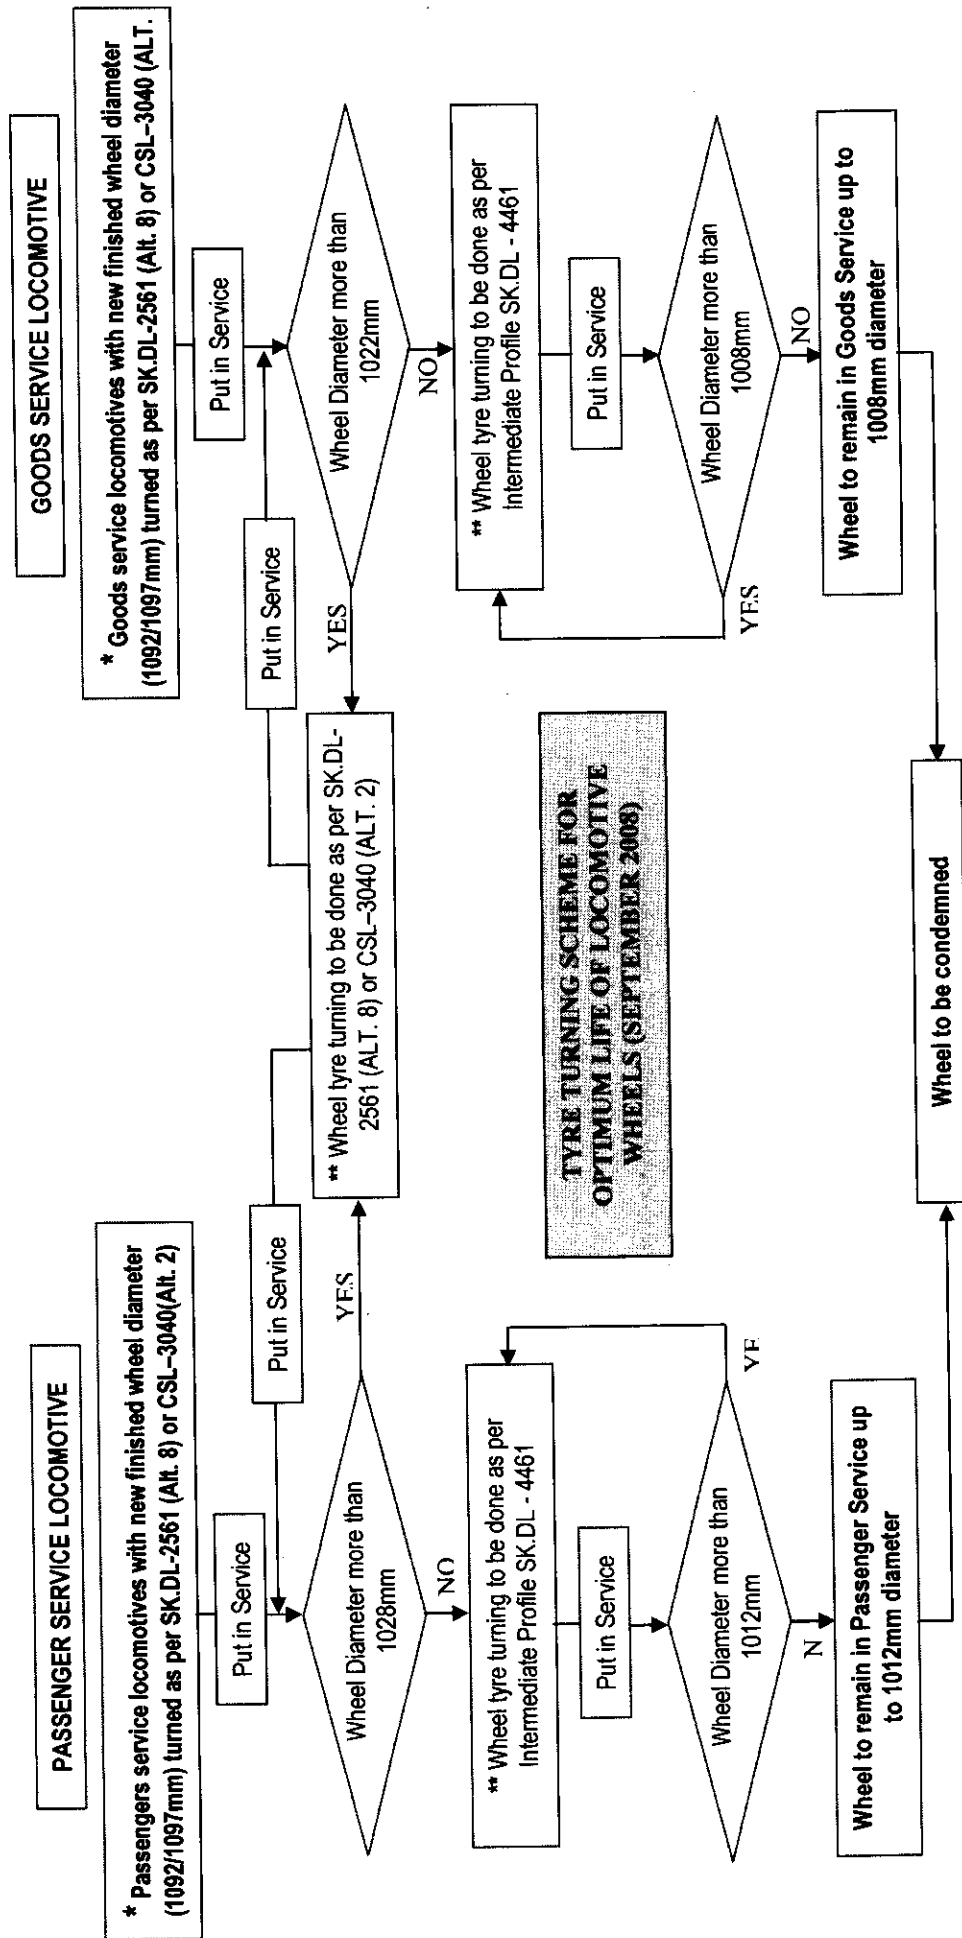 PASSENGER SERVICE LOCOMOTIVE
* Passengers service locomotives with new finished wheel diameter
(1092/1097mm) turned as per SK.DL-2561 (Alt. 8) or CSL–3040(Alt. 2)
Put in Service
Wheel Diameter more than
1028mm
YES
NO
** Wheel tyre turning to be done as per
Intermediate Profile SK.DL - 4461
Put in Service
Wheel Diameter more than
1012mm
YE
N
Wheel to remain in Passenger Service up
to 1012mm diameter
Put in Service
** Wheel tyre turning to be done as per SK.DL-
2561 (ALT. 8) or CSL–3040 (ALT. 2)
Put in Service
TYRE TURNING SCHEME FOR
OPTIMUM LIFE OF LOCOMOTIVE
WHEELS (SEPTEMBER 2008)
Wheel to be condemned
GOODS SERVICE LOCOMOTIVE
* Goods service locomotives with new finished wheel diameter
(1092/1097mm) turned as per SK.DL-2561 (Alt. 8) or CSL–3040 (ALT.
Put in Service
Wheel Diameter more than
1022mm
YES
NO
** Wheel tyre turning to be done as per
Intermediate Profile SK.DL - 4461
Put in Service
Wheel Diameter more than
1008mm
YES
NO
Wheel to remain in Goods Service up to
1008mm diameter